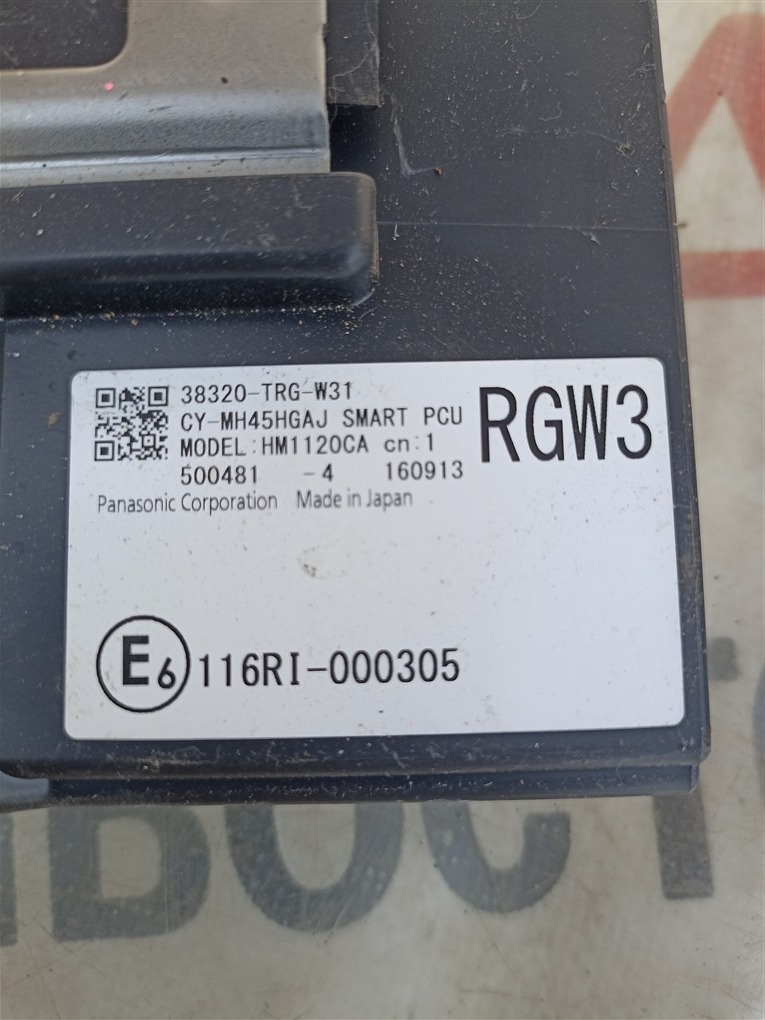 38320-TRG-W31
CY-MH45HGAJ SMART PCU
MODEL:HM1120CA cn:1
500481 -4 160913
RGW3
Panasonic Corporation Made in Japan
E6 116RI-000305